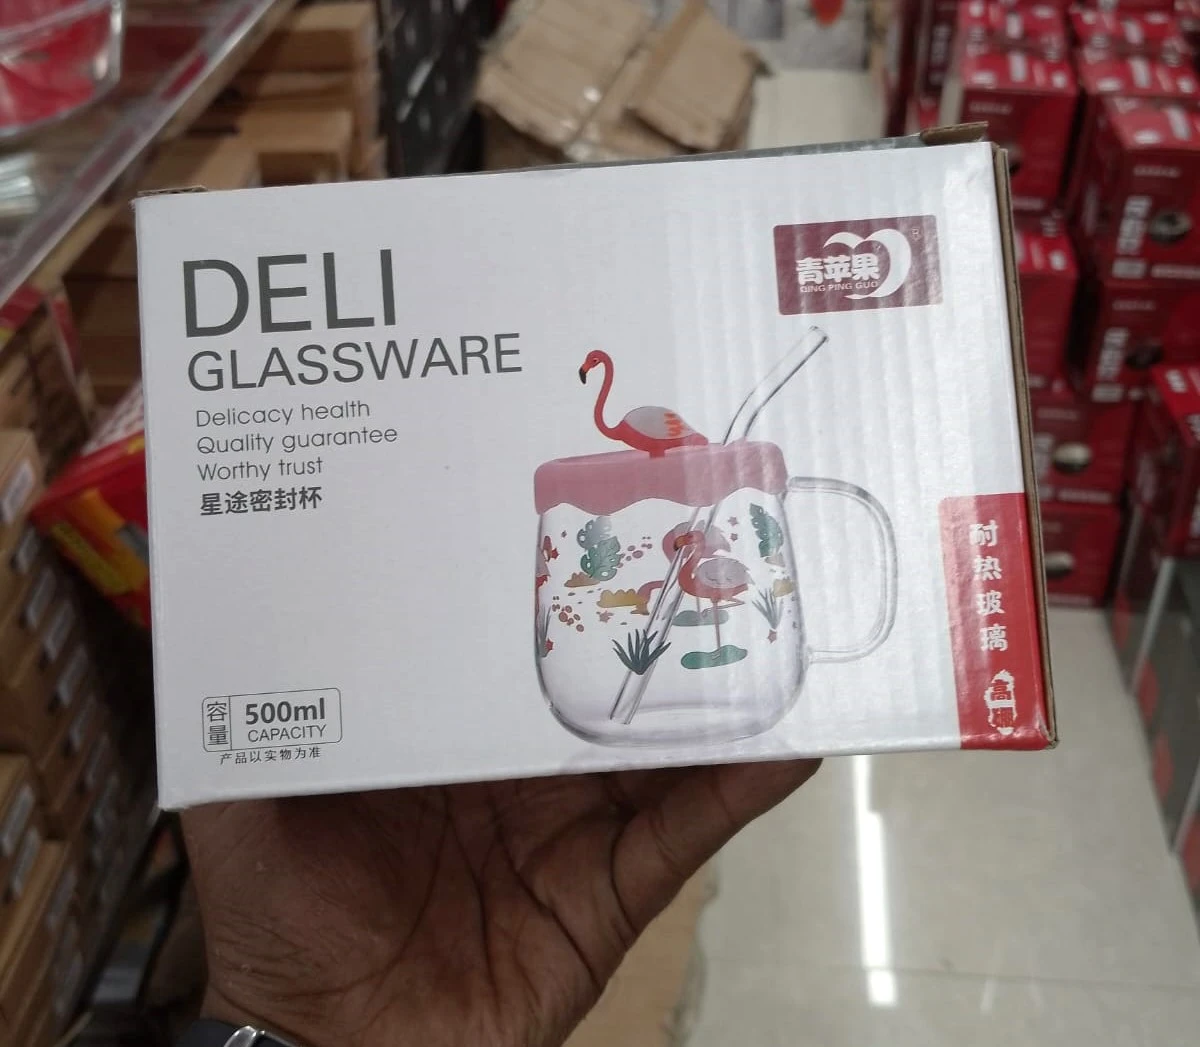 DELI
GLASSWARE
Delicacy health
Quality guarantee
Worthy trust
星途密封杯
青苹果
QING PING GUO
R
耐热玻璃
高
容量
500ml
CAPACITY
产品以实物为准